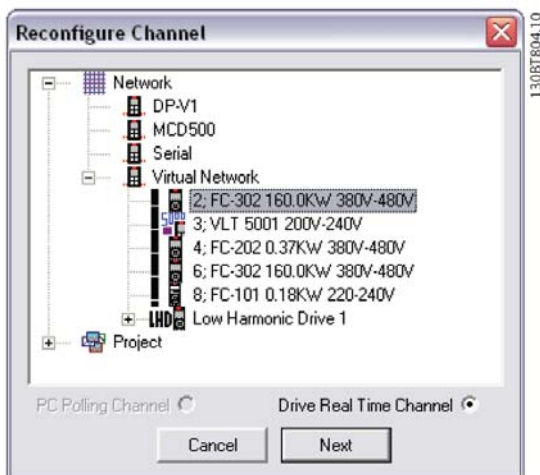 Reconfigure Channel
130BT804.10
Network
DP-V1
MCD500
Serial
Virtual Network
2; FC-302 160.0KW 380V-480V
3; VLT 5001 200V-240V
4; FC-202 0.37KW 380V-480V
6; FC-302 160.0KW 380V-480V
8; FC-101 0.18KW 220-240V
LHD Low Harmonic Drive 1
Project
PC Polling Channel
Drive Real Time Channel
Cancel
Next